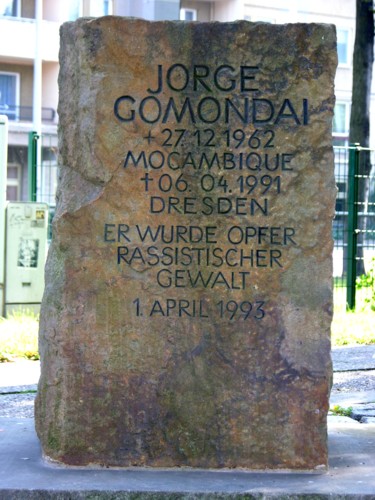 JORGE
GOMONDAI
+ 27.12.1962
MOCAMBIQUE
† 06.04.1991
DRESDEN
ER WURDE OPFER
RASSISTISCHER
GEWALT
1. APRIL 1993